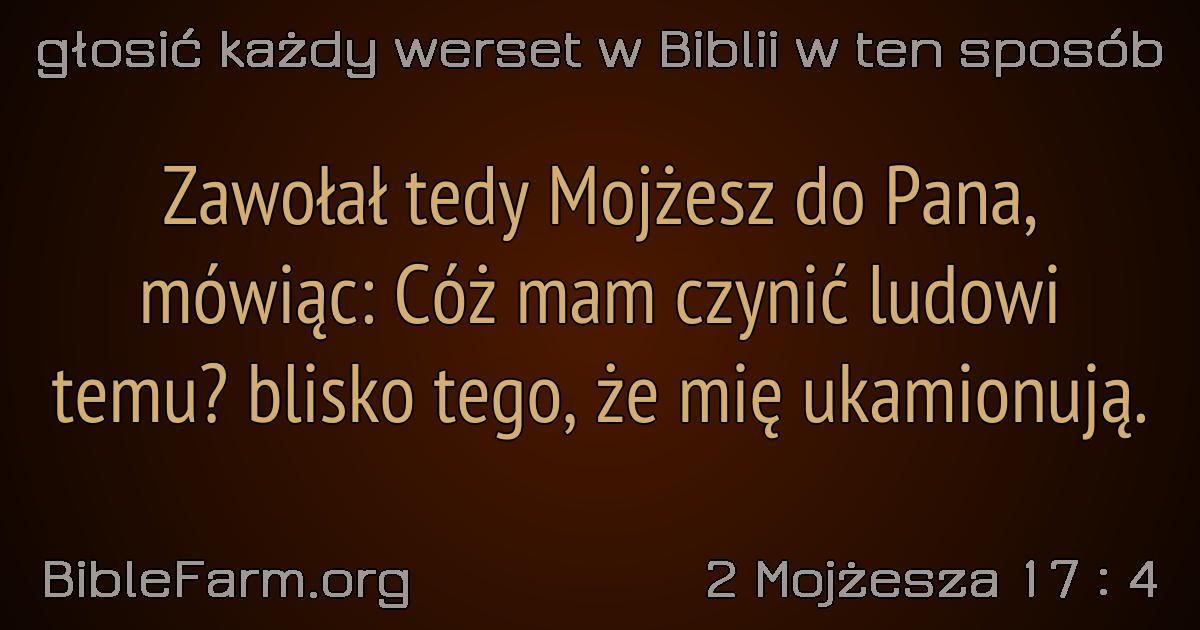 głosić każdy werset w Biblii w ten sposób
Zawołał tedy Mojżesz do Pana,
mówiąc: Cóż mam czynić ludowi
temu? blisko tego, że mię ukamionują.
BibleFarm.org
2 Mojżesza 17 : 4